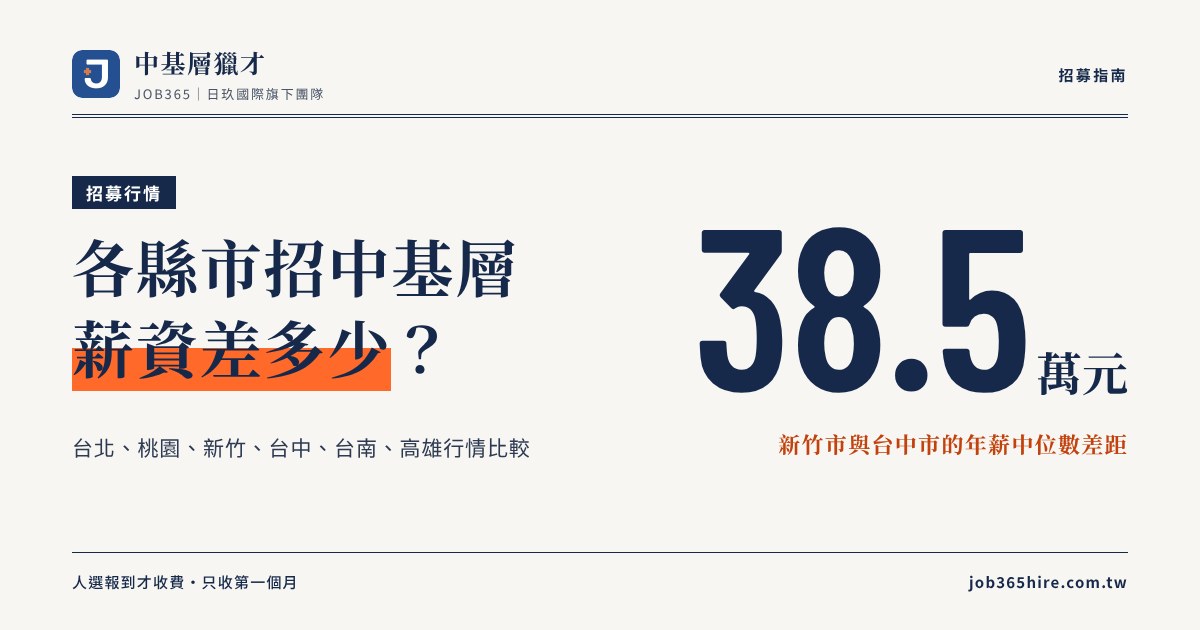 中基層獵才
JOB365｜日玖國際旗下團隊
招募指南
招募行情
各縣市招中基層
薪資差多少？
台北、桃園、新竹、台中、台南、高雄行情比較
38.5萬元
新竹市與台中市的年薪中位數差距
人選報到才收費・只收第一個月
job365hire.com.tw